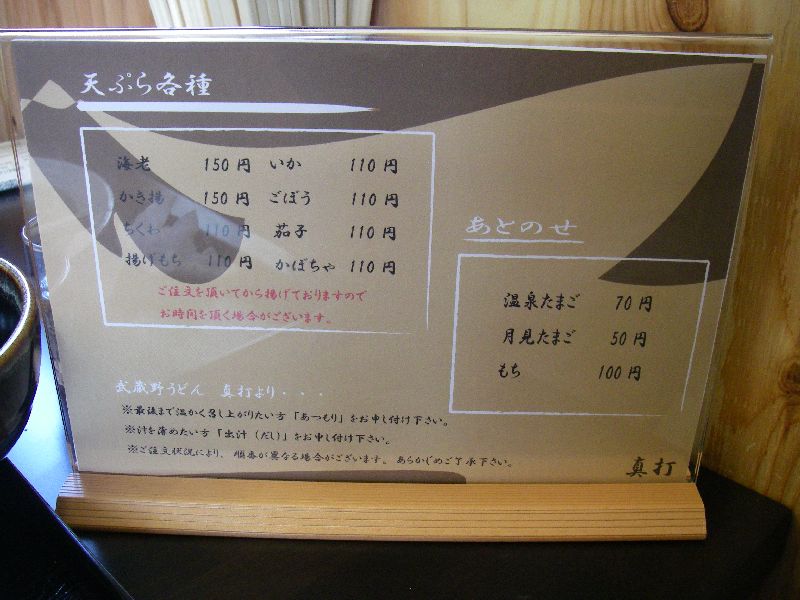 天ぷら各種
海老 150円 いか 110円
かき揚 150円 ごぼう 110円
ちくわ 110円 茄子 110円
揚げもち 110円 かぼちゃ 110円
ご注文を頂いてから揚げておりますので
お時間を頂く場合がございます。
あとのせ
温泉たまご 70円
月見たまご 50円
もち 100円
武蔵野うどん 真打より・・・
※最後まで温かく召し上がりたい方「あつもり」をお申し付け下さい。
※汁を薄めたい方「出汁(だし)」をお申し付け下さい。
※ご注文状況により、順番が異なる場合がございます。あらかじめご了承下さい。
真打